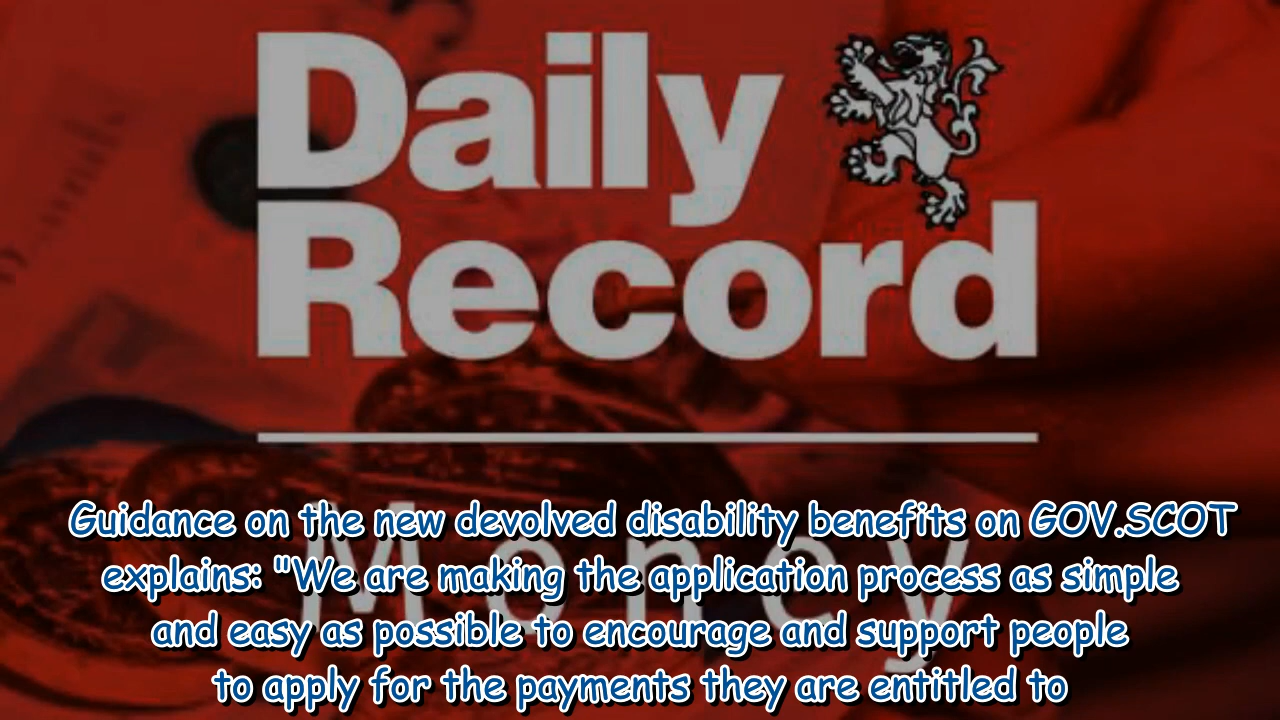 Daily
Record
Money
Guidance on the new devolved disability benefits on GOV.SCOT
explains: "We are making the application process as simple
and easy as possible to encourage and support people
to apply for the payments they are entitled to